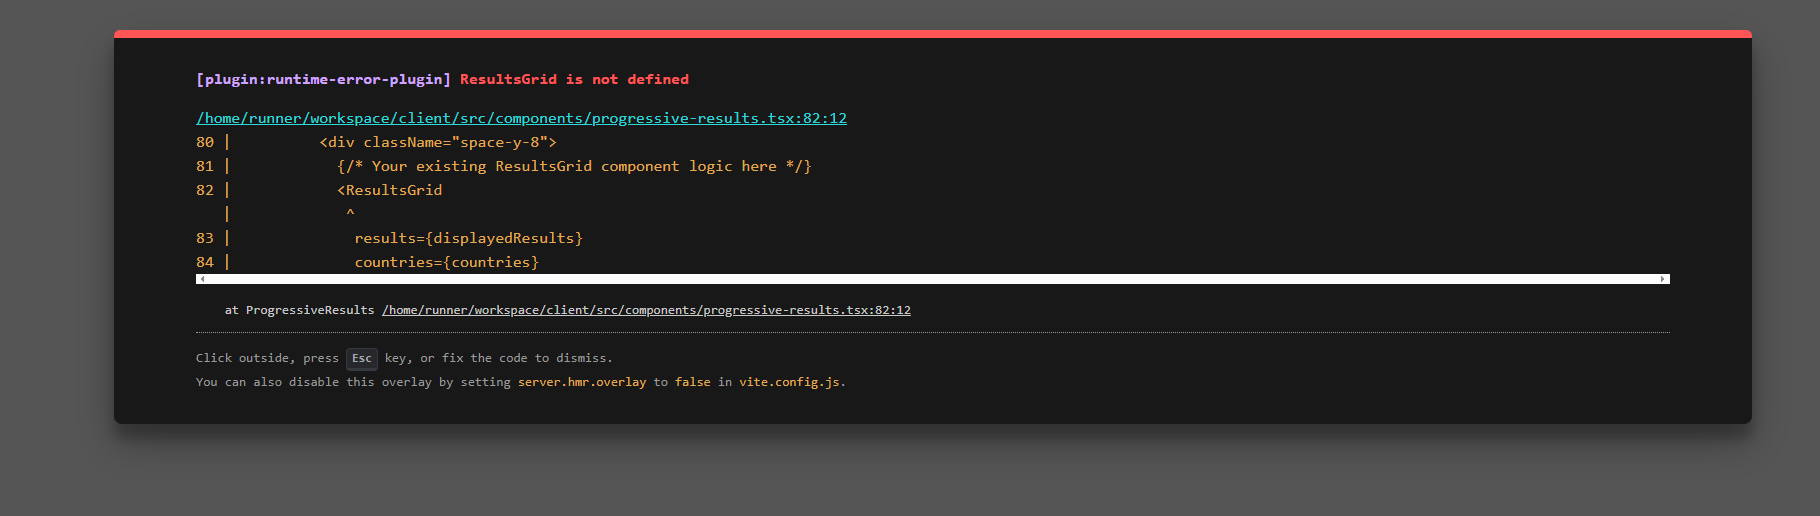 [plugin:runtime-error-plugin] ResultsGrid is not defined
/home/runner/workspace/client/src/components/progressive-results.tsx:82:12
80 |          <div className="space-y-8">
81 |            {/* Your existing ResultsGrid component logic here */}
82 |            <ResultsGrid
   |             ^
83 |              results={displayedResults}
84 |              countries={countries}
at ProgressiveResults /home/runner/workspace/client/src/components/progressive-results.tsx:82:12
Click outside, press Esc key, or fix the code to dismiss.
You can also disable this overlay by setting server.hmr.overlay to false in vite.config.js.